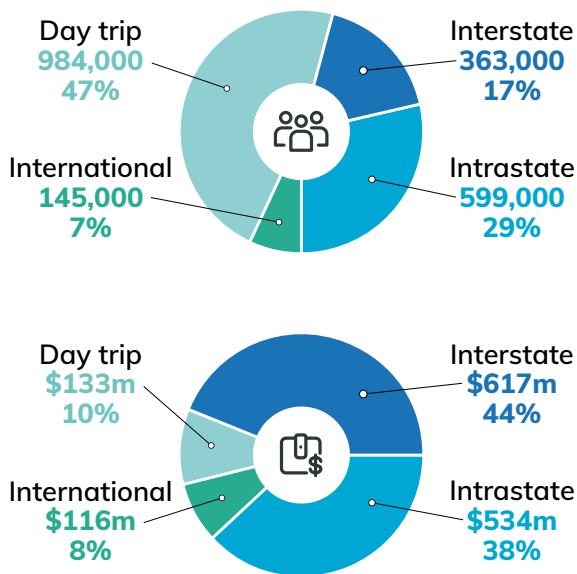 Day trip
984,000
47%
Interstate
363,000
17%
International
145,000
7%
Intrastate
599,000
29%
Day trip
$133m
10%
Interstate
$617m
44%
International
$116m
8%
Intrastate
$534m
38%
$